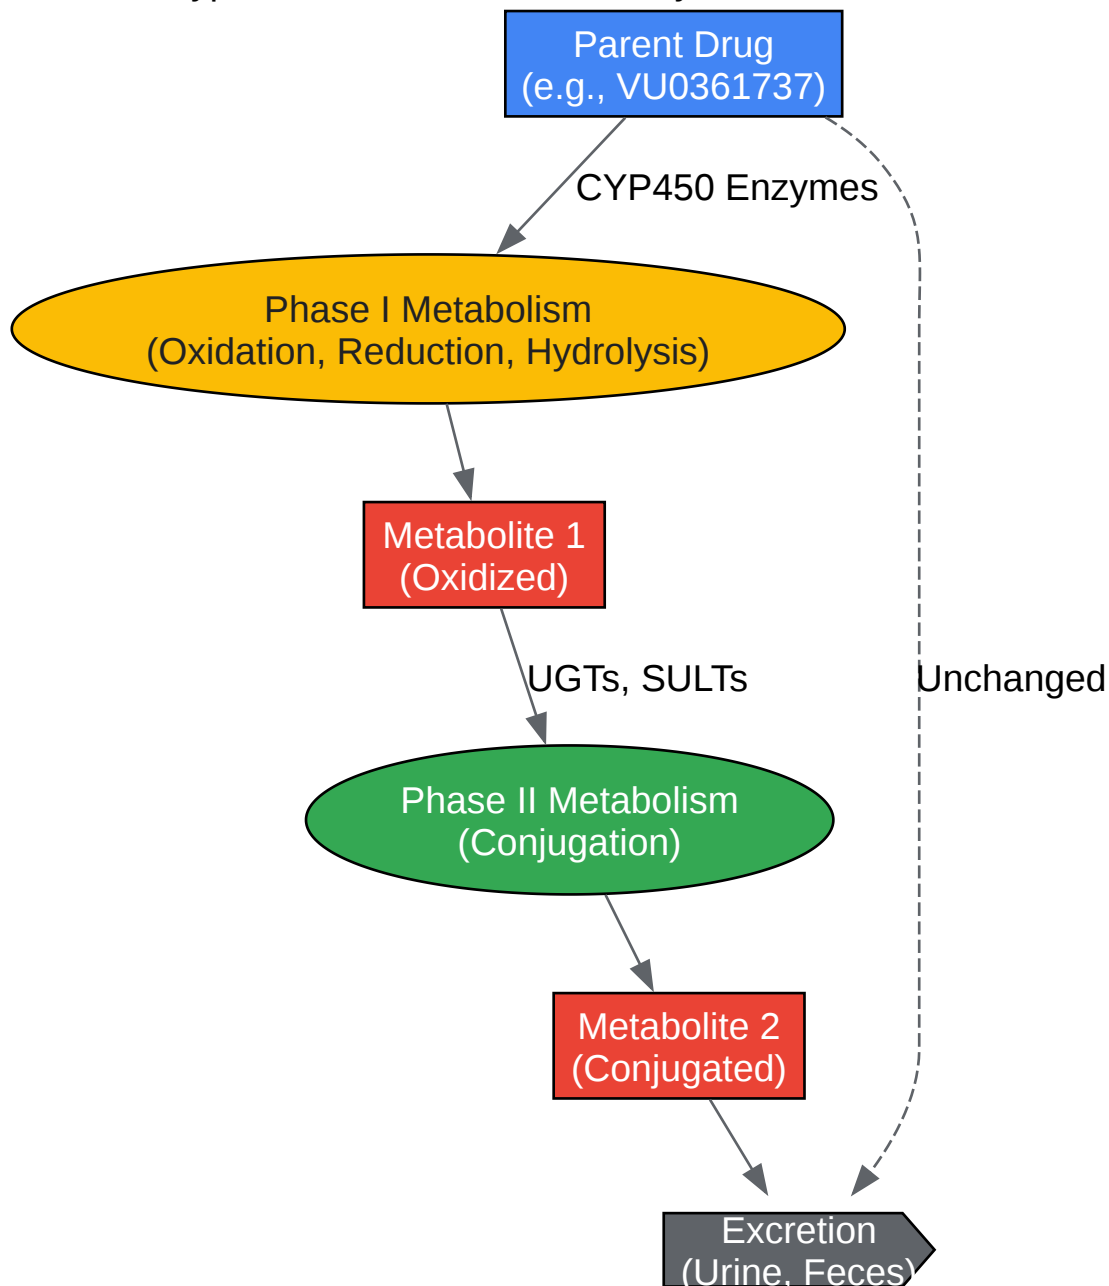 Parent Drug
(e.g., VU0361737)
CYP450 Enzymes
Phase I Metabolism
(Oxidation, Reduction, Hydrolysis)
Metabolite 1
(Oxidized)
UGTs, SULTs
Unchanged
Phase II Metabolism
(Conjugation)
Metabolite 2
(Conjugated)
Excretion
(Urine, Feces)